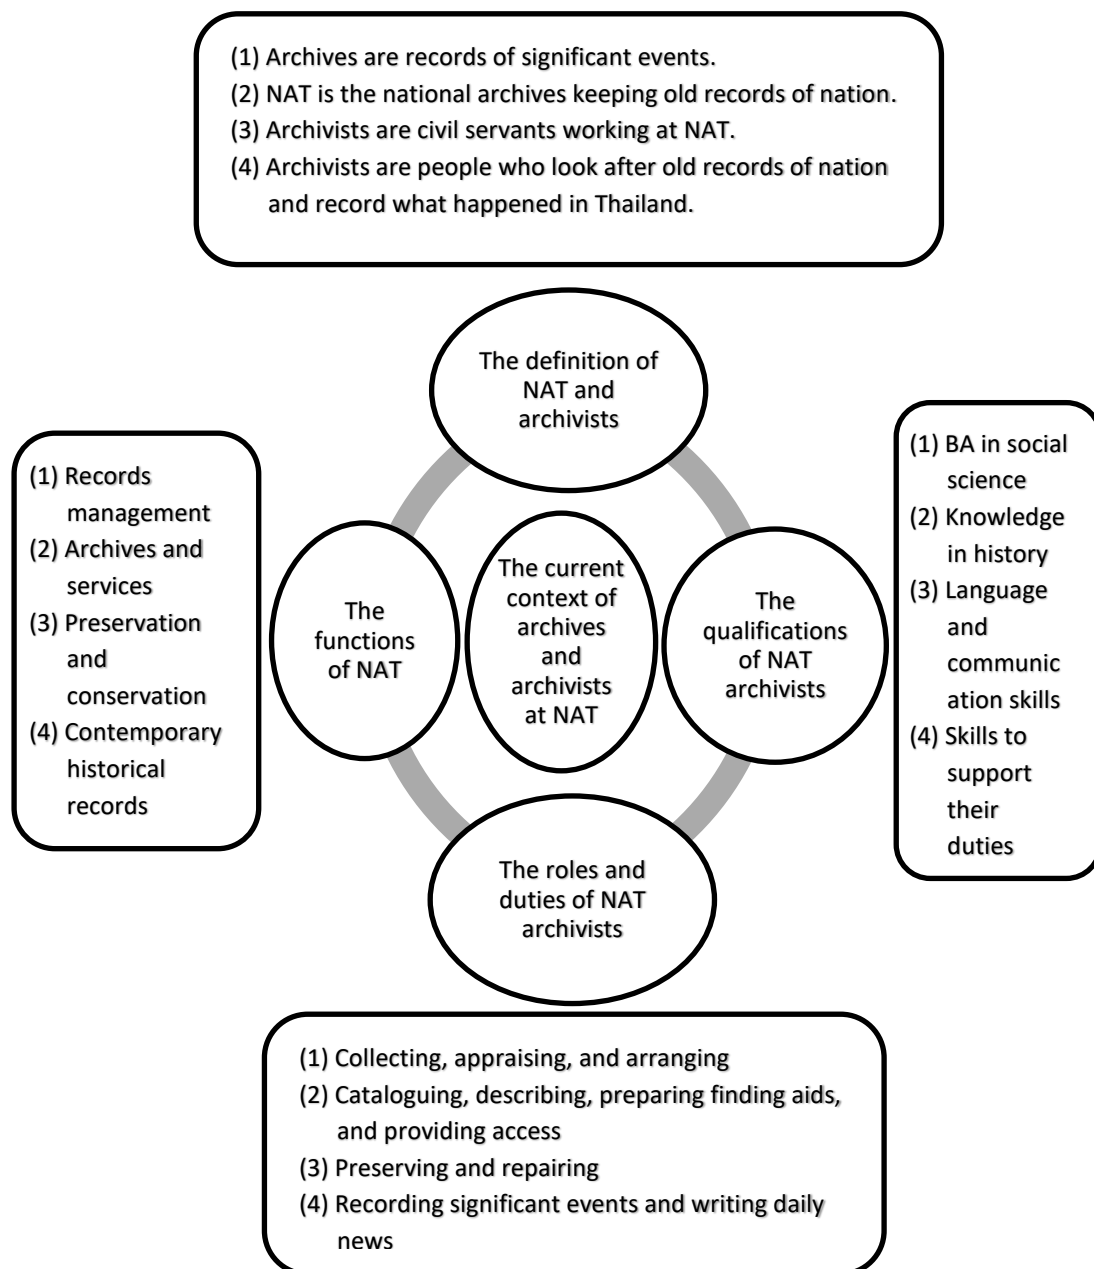 (1) Archives are records of significant events.
(2) NAT is the national archives keeping old records of nation.
(3) Archivists are civil servants working at NAT.
(4) Archivists are people who look after old records of nation
and record what happened in Thailand.
The definition of
NAT and
archivists
(1) Records
management
(2) Archives and
services
(3) Preservation
and
conservation
(4) Contemporary
historical
records
The
functions
of NAT
The current
context of
archives
and
archivists
at NAT
The
qualifications
of NAT
archivists
(1) BA in social
science
(2) Knowledge
in history
(3) Language
and
communic
ation skills
(4) Skills to
support
their
duties
The roles and
duties of NAT
archivists
(1) Collecting, appraising, and arranging
(2) Cataloguing, describing, preparing finding aids,
and providing access
(3) Preserving and repairing
(4) Recording significant events and writing daily
news